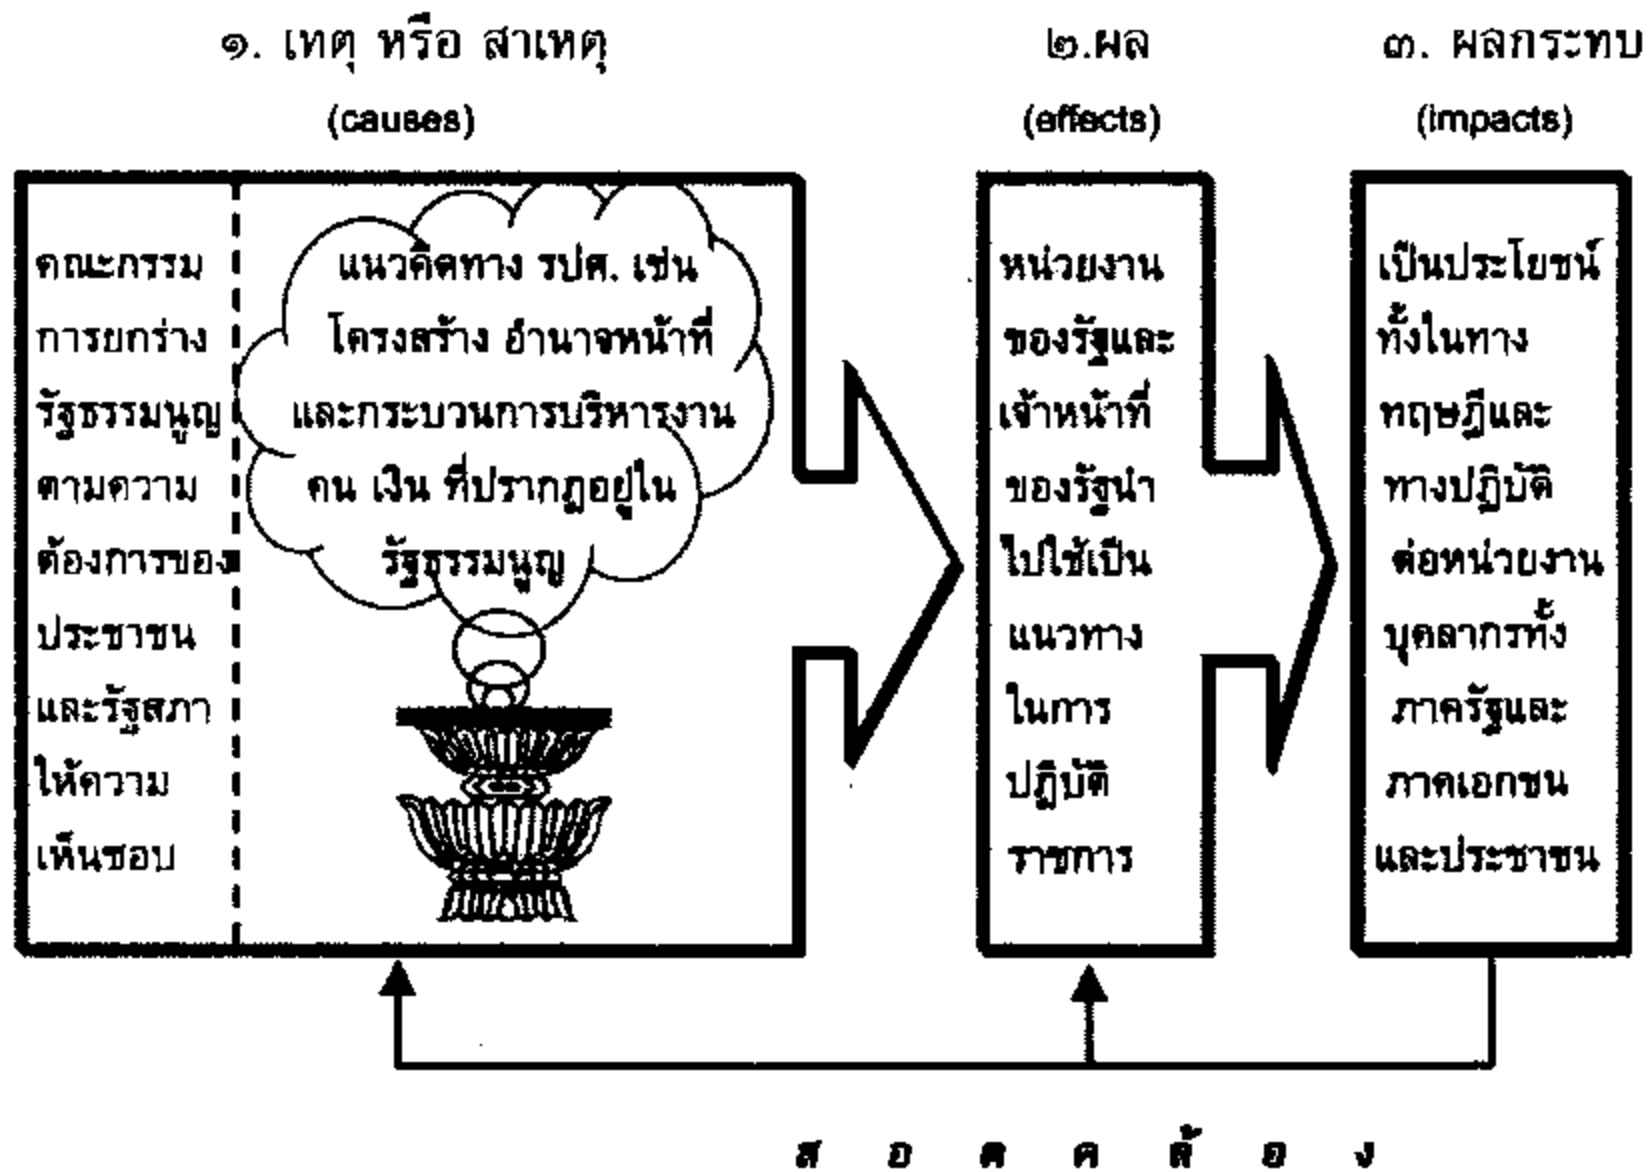 ๑. เหตุ หรือ สาเหตุ
(causes)
๒.ผล
(effects)
๓. ผลกระทบ
(impacts)
คณะกรรม
การยกร่าง
รัฐธรรมนูญ
ตามความ
ต้องการของ
ประชาชน
และรัฐสภา
ให้ความ
เห็นชอบ
แนวคิดทาง รปศ. เช่น
โครงสร้าง อำนาจหน้าที่
และกระบวนการบริหารงาน
คน เงิน ที่ปรากฏอยู่ใน
รัฐธรรมนูญ
หน่วยงาน
ของรัฐและ
เจ้าหน้าที่
ของรัฐนำ
ไปใช้เป็น
แนวทาง
ในการ
ปฏิบัติ
ราชการ
เป็นประโยชน์
ทั้งในทาง
ทฤษฎีและ
ทางปฏิบัติ
ต่อหน่วยงาน
บุคลากรทั้ง
ภาครัฐและ
ภาคเอกชน
และประชาชน
ส อ ด ค ล้ อ ง